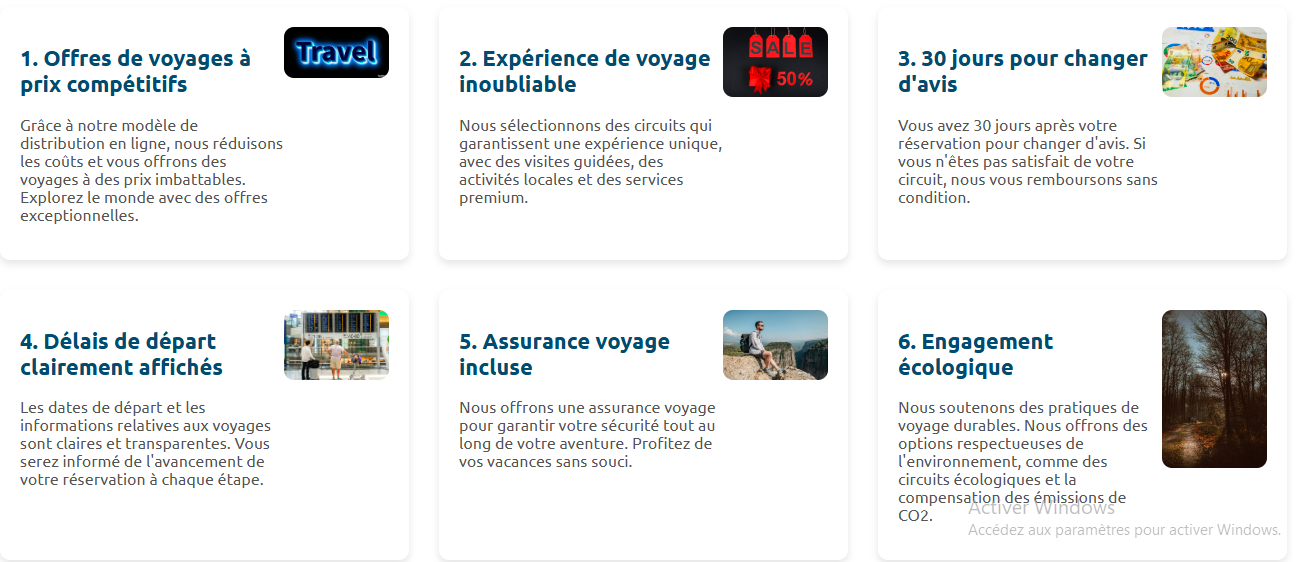 1. Offres de voyages à
prix compétitifs
Travel
Grâce à notre modèle de
distribution en ligne, nous réduisons
les coûts et vous offrons des
voyages à des prix imbattables.
Explorez le monde avec des offres
exceptionnelles.
2. Expérience de voyage
inoubliable
SALE
50%
Nous sélectionnons des circuits qui
garantissent une expérience unique,
avec des visites guidées, des
activités locales et des services
premium.
3. 30 jours pour changer
d'avis
Vous avez 30 jours après votre
réservation pour changer d'avis. Si
vous n'êtes pas satisfait de votre
circuit, nous vous remboursons sans
condition.
4. Délais de départ
clairement affichés
Les dates de départ et les
informations relatives aux voyages
sont claires et transparentes. Vous
serez informé de l'avancement de
votre réservation à chaque étape.
5. Assurance voyage
incluse
Nous offrons une assurance voyage
pour garantir votre sécurité tout au
long de votre aventure. Profitez de
vos vacances sans souci.
6. Engagement
écologique
Nous soutenons des pratiques de
voyage durables. Nous offrons des
options respectueuses de
l'environnement, comme des
circuits écologiques et la
compensation des émissions de
CO2.
Activer Windows
Accédez aux paramètres pour activer Windows.